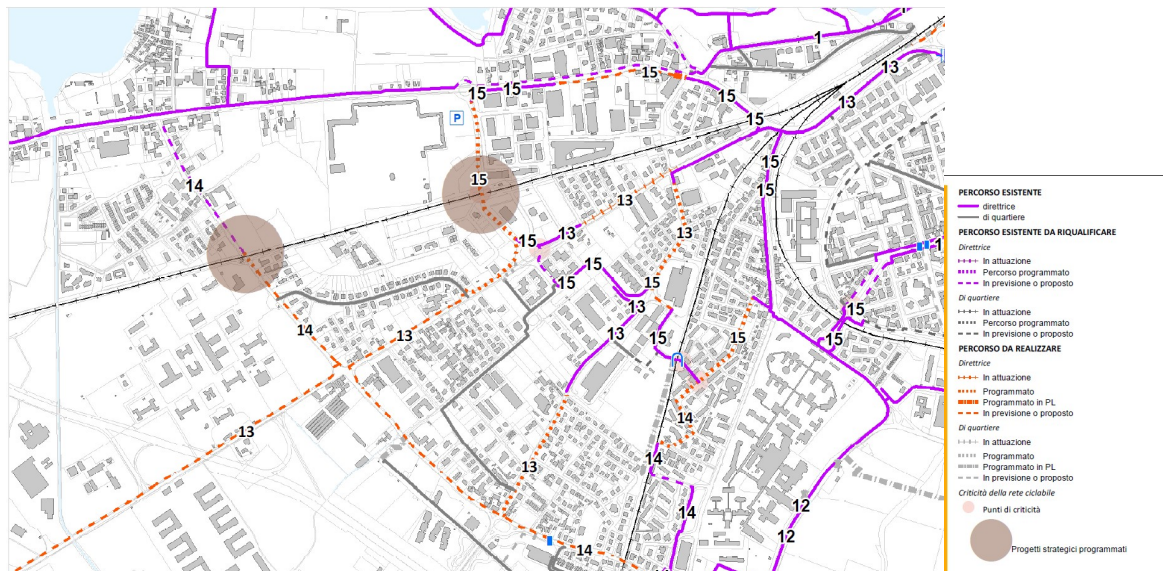 1
1
13
15
15
15
15
15
P
15
15
14
15
13
13
15
13
1
15
15
15
13
15
15
14
13
13
15
15
13
14
13
14
14
12
12
14
PERCORSO ESISTENTE
direttrice
di quartiere
PERCORSO ESISTENTE DA RIQUALIFICARE
Direttrice
In attuazione
Percorso programmato
In previsione o proposto
Di quartiere
In attuazione
Percorso programmato
In previsione o proposto
PERCORSO DA REALIZZARE
Direttrice
In attuazione
Programmato
Programmato in PL
In previsione o proposto
Di quartiere
In attuazione
Programmato
Programmato in PL
In previsione o proposto
Criticità della rete ciclabile
Punti di criticità
Progetti strategici programmati